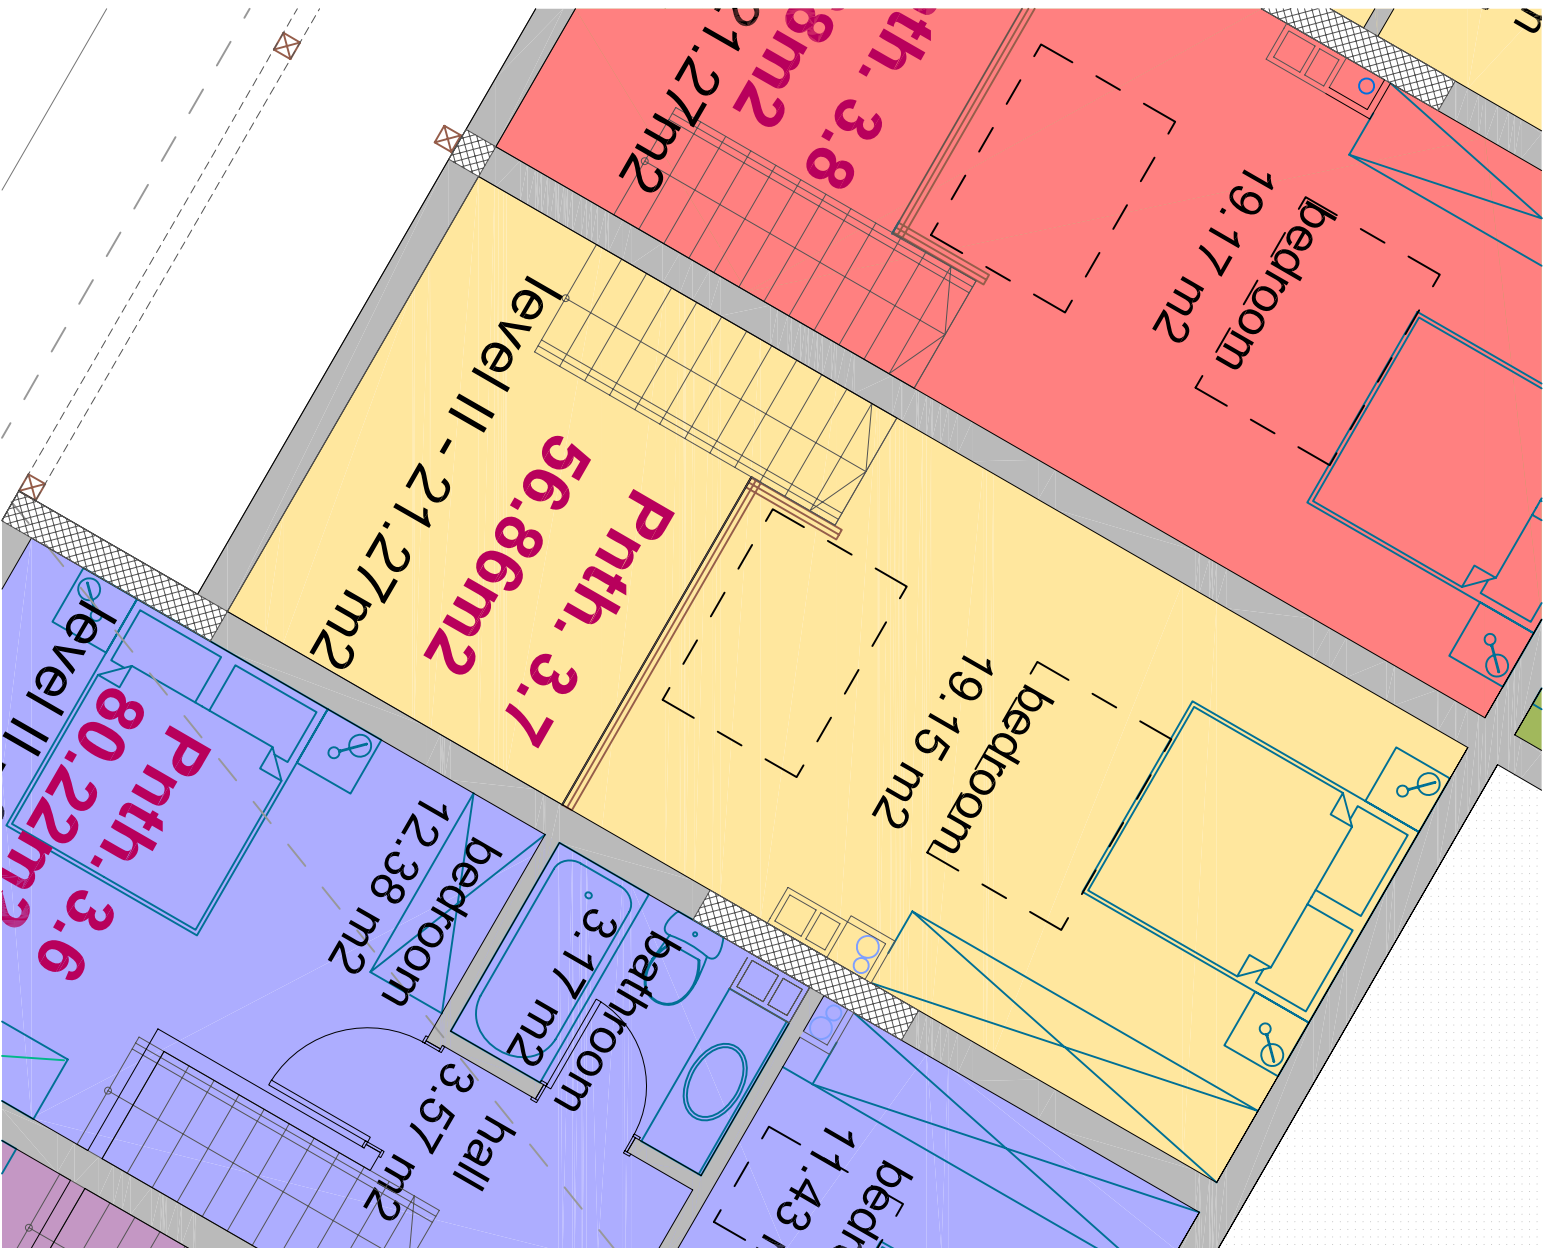 21.27m2
Pnth. 3.8
bedroom
19.17 m2
level II - 21.27m2
Pnth. 3.7
56.86m2
bedroom
19.15 m2
level II
Pnth. 3.6
80.22m2
bedroom
12.38 m2
bathroom
3.17 m2
hall
3.57 m2
11.43